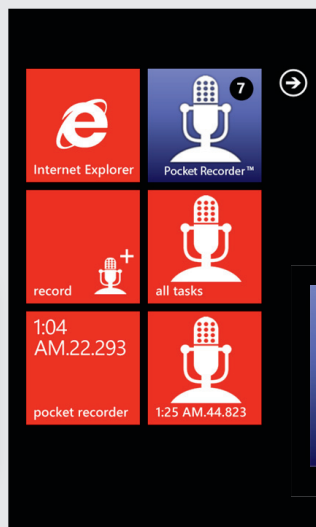 7
Internet Explorer
Pocket Recorder™
record
all tasks
1:04
AM.22.293
pocket recorder
1:25 AM.44.823